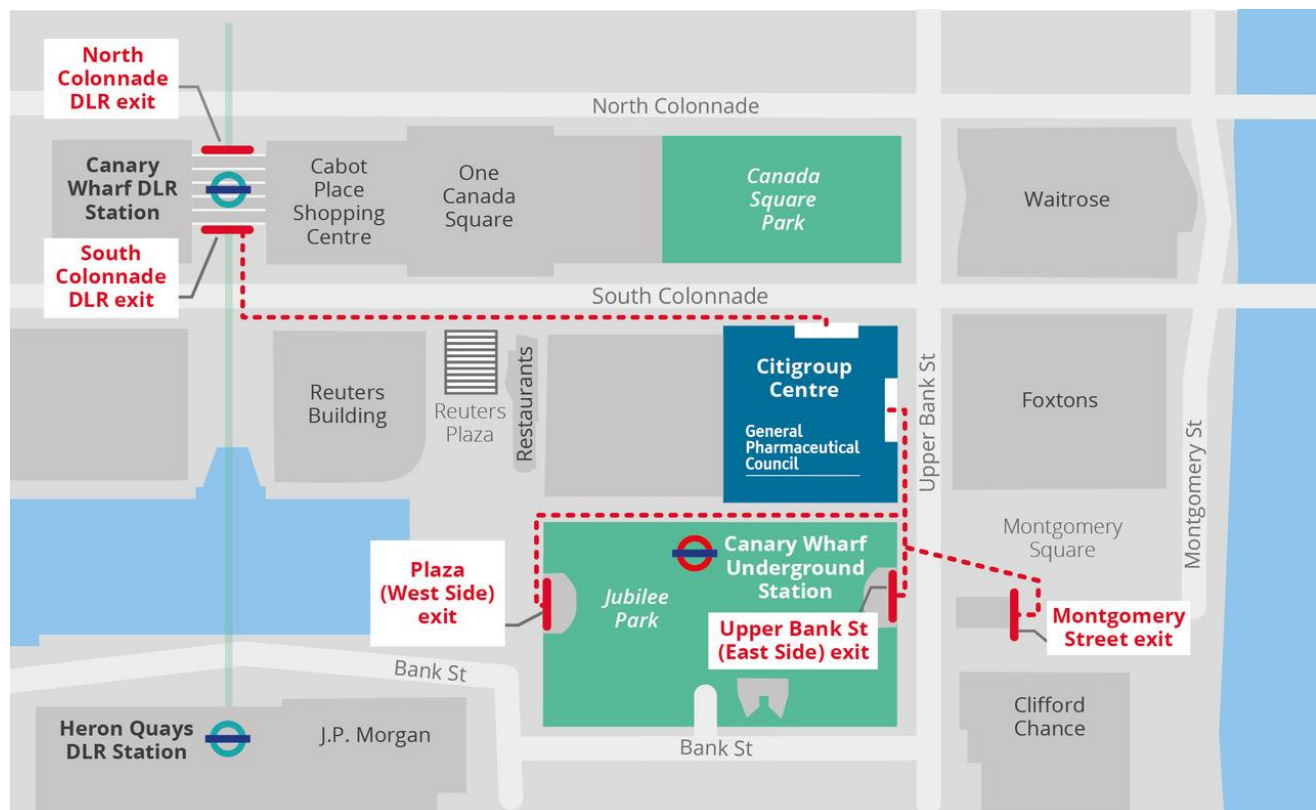 North
Colonnade
DLR exit
North Colonnade
Canary
Wharf DLR
Station
Cabot
Place
Shopping
Centre
One
Canada
Square
Canada
Square
Park
Waitrose
South
Colonnade
DLR exit
South Colonnade
Reuters
Building
Reuters
Plaza
Restaurants
Citigroup
Centre
General
Pharmaceutical
Council
Upper Bank St
Foxtons
Montgomery St
Montgomery
Square
Plaza
(West Side)
exit
Jubilee
Park
Canary Wharf
Underground
Station
Upper Bank St
(East Side) exit
Montgomery
Street exit
Bank St
Heron Quays
DLR Station
J.P. Morgan
Bank St
Clifford
Chance